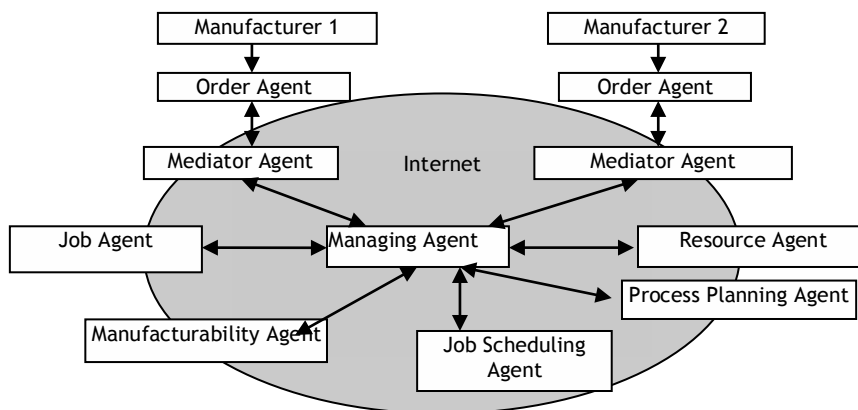 Manufacturer 1
Manufacturer 2
Order Agent
Order Agent
Mediator Agent
Internet
Mediator Agent
Job Agent
Managing Agent
Resource Agent
Process Planning Agent
Manufacturability Agent
Job Scheduling
Agent